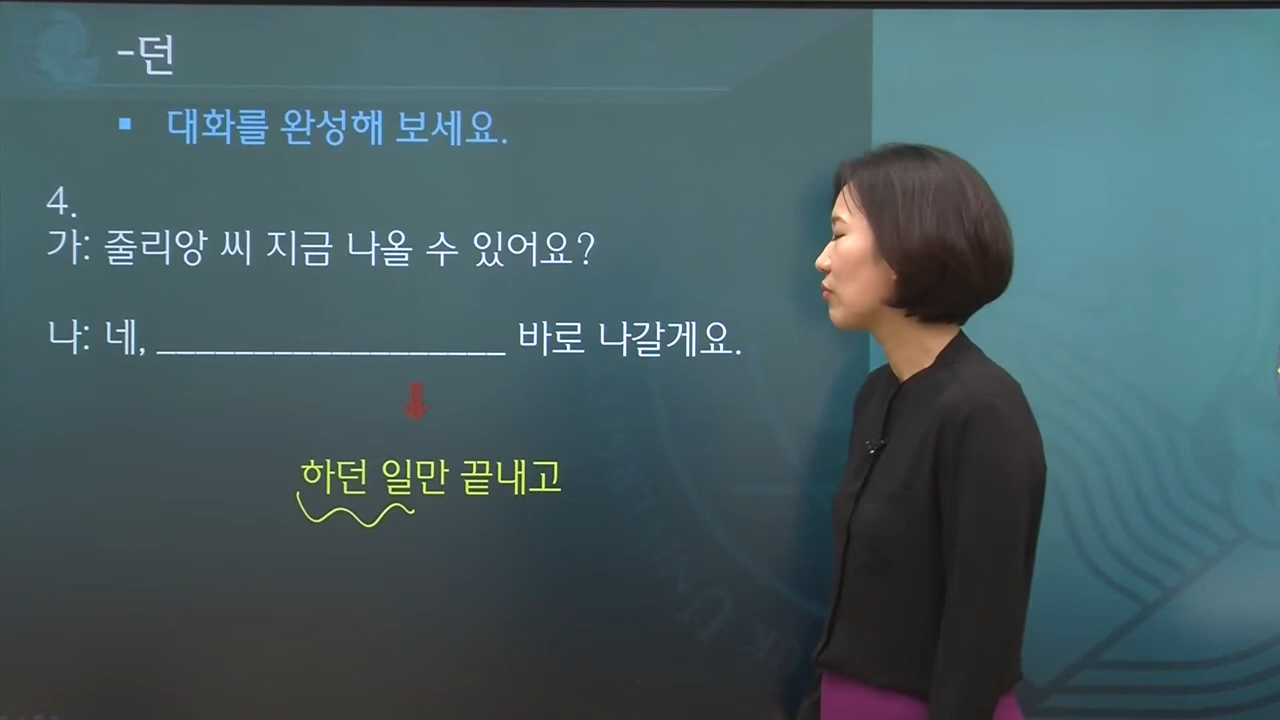 -던
▪ 대화를 완성해 보세요.
4.
가: 줄리앙 씨 지금 나올 수 있어요?
나: 네, __________________ 바로 나갈게요.
하던 일만 끝내고